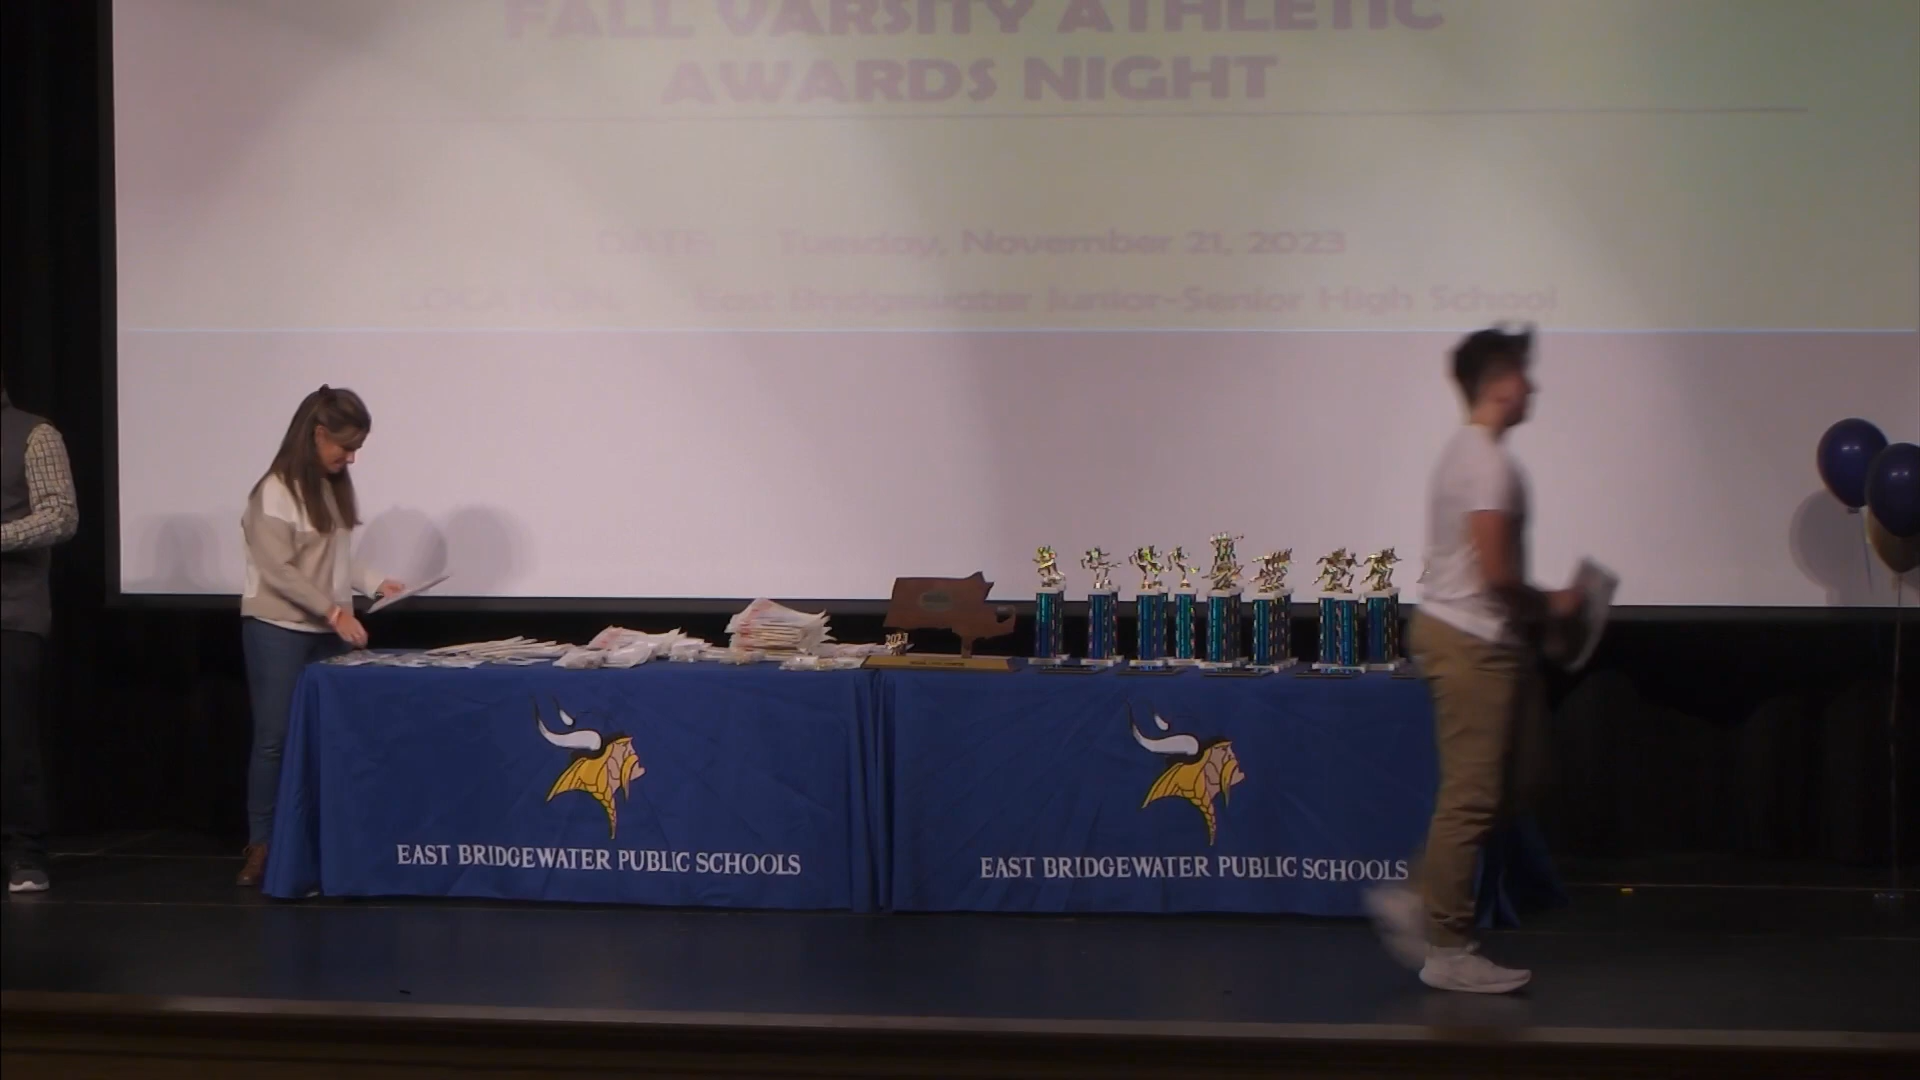 FALL VARSITY ATHLETIC
AWARDS NIGHT
DATE: Tuesday, November 21, 2023
LOCATION: East Bridgewater Junior-Senior High School
2023
EAST BRIDGEWATER PUBLIC SCHOOLS
EAST BRIDGEWATER PUBLIC SCHOOLS